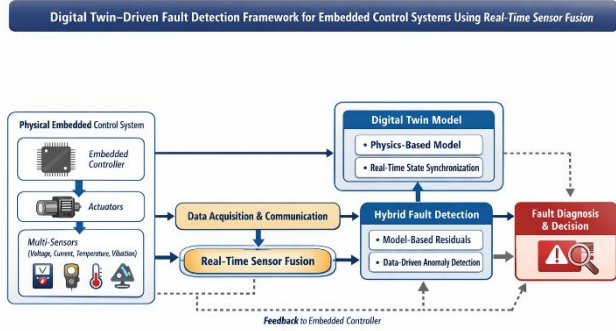 Digital Twin–Driven Fault Detection Framework for Embedded Control Systems Using Real-Time Sensor Fusion
Physical Embedded Control System
Embedded
Controller
Actuators
Multi-Sensors
(Voltage, Current, Temperature, Vibation)
Data Acquisition & Communication
Real-Time Sensor Fusion
Digital Twin Model
• Physics-Based Model
• Real-Time State Synchronization
Hybrid Fault Detection
• Model-Based Residuals
• Data-Driven Anomaly Detection
Fault Diagnosis
& Decision
Feedback to Embedded Controller